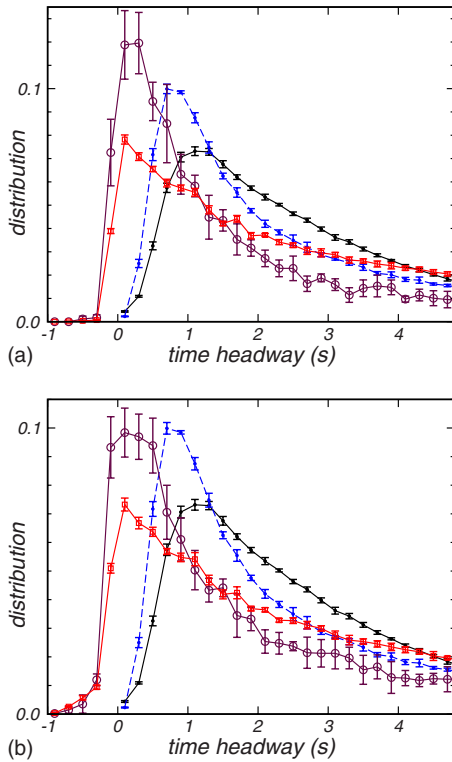 0.1
distribution
0.0
-1 0 1 2 3 4
(a) time headway (s)
0.1
distribution
0.0
-1 0 1 2 3 4
(b) time headway (s)